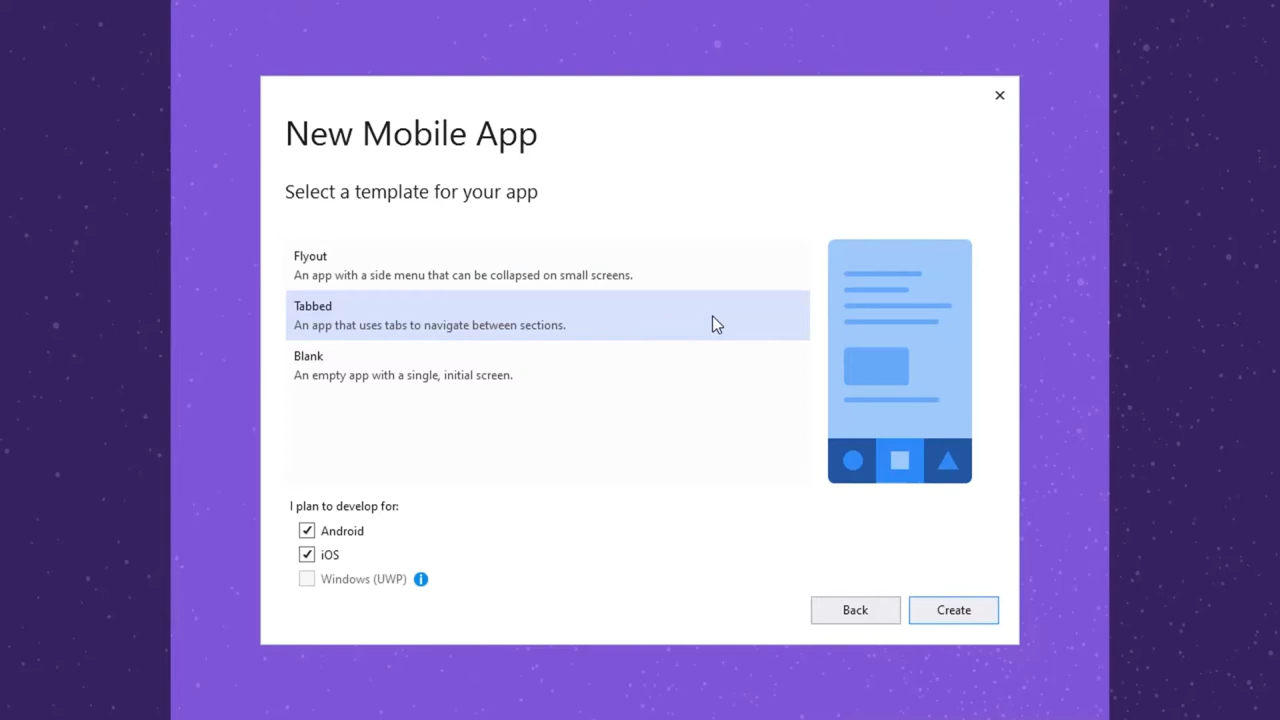 New Mobile App
Select a template for your app
Flyout
An app with a side menu that can be collapsed on small screens.
Tabbed
An app that uses tabs to navigate between sections.
Blank
An empty app with a single, initial screen.
I plan to develop for:
Android
iOS
Windows (UWP)
Back
Create